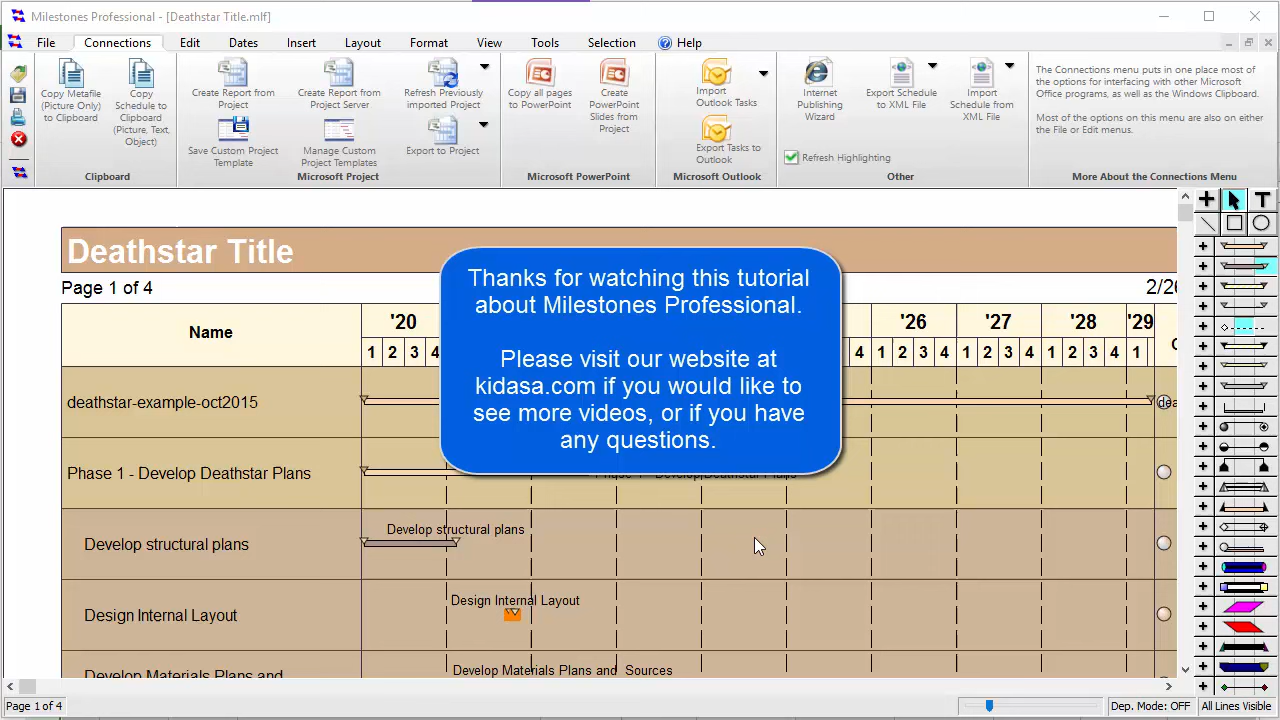 Milestones Professional - [Deathstar Title.mlf]
File Connections Edit Dates Insert Layout Format View Tools Selection Help
Copy Metafile (Picture Only) to Clipboard
Copy Schedule to Clipboard (Picture, Text, Object)
Clipboard
Create Report from Project
Create Report from Project Server
Refresh Previously imported Project
Save Custom Project Template
Manage Custom Project Templates
Export to Project
Microsoft Project
Copy all pages to PowerPoint
Create PowerPoint Slides from Project
Microsoft PowerPoint
Import Outlook Tasks
Export Tasks to Outlook
Microsoft Outlook
Internet Publishing Wizard
Export Schedule to XML File
Import Schedule from XML File
Refresh Highlighting
Other
The Connections menu puts in one place most of
the options for interfacing with other Microsoft
Office programs, as well as the Windows Clipboard.
Most of the options on this menu are also on either
the File or Edit menus.
More About the Connections Menu
Deathstar Title
Page 1 of 4
2/26
Name
'20 '26 '27 '28 '29
1 2 3 4 4 1 2 3 4 1 2 3 4 1 2 3 4 1
Thanks for watching this tutorial
about Milestones Professional.
Please visit our website at
kidasa.com if you would like to
see more videos, or if you have
any questions.
deathstar-example-oct2015
Phase 1 - Develop Deathstar Plans
Phase 1 - Develop Deathstar Plans
Develop structural plans
Develop structural plans
Design Internal Layout
Design Internal Layout
Develop Materials Plans and Sources
Develop Materials Plans and
Page 1 of 4
Dep. Mode: OFF
All Lines Visible